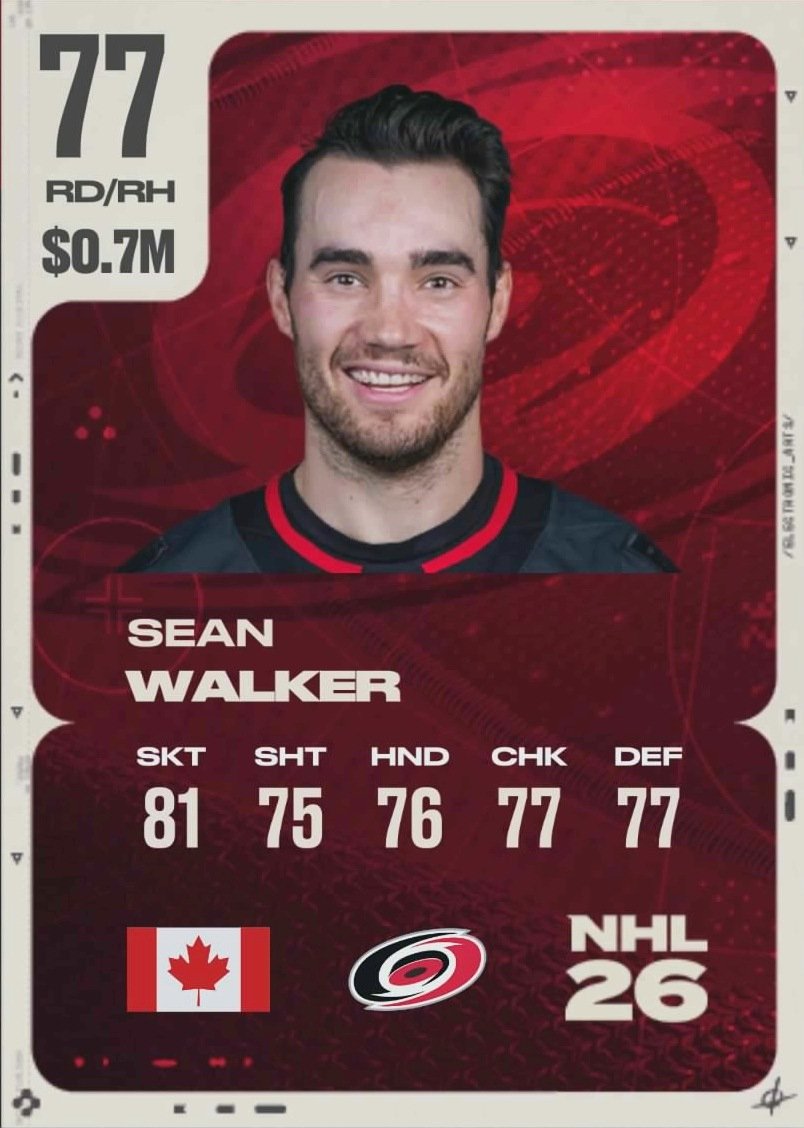 77
RD/RH
$0.7M
/ELECTRONIC_ARTS/
SEAN
WALKER
SKT SHT HND CHK DEF
81 75 76 77 77
NHL
26